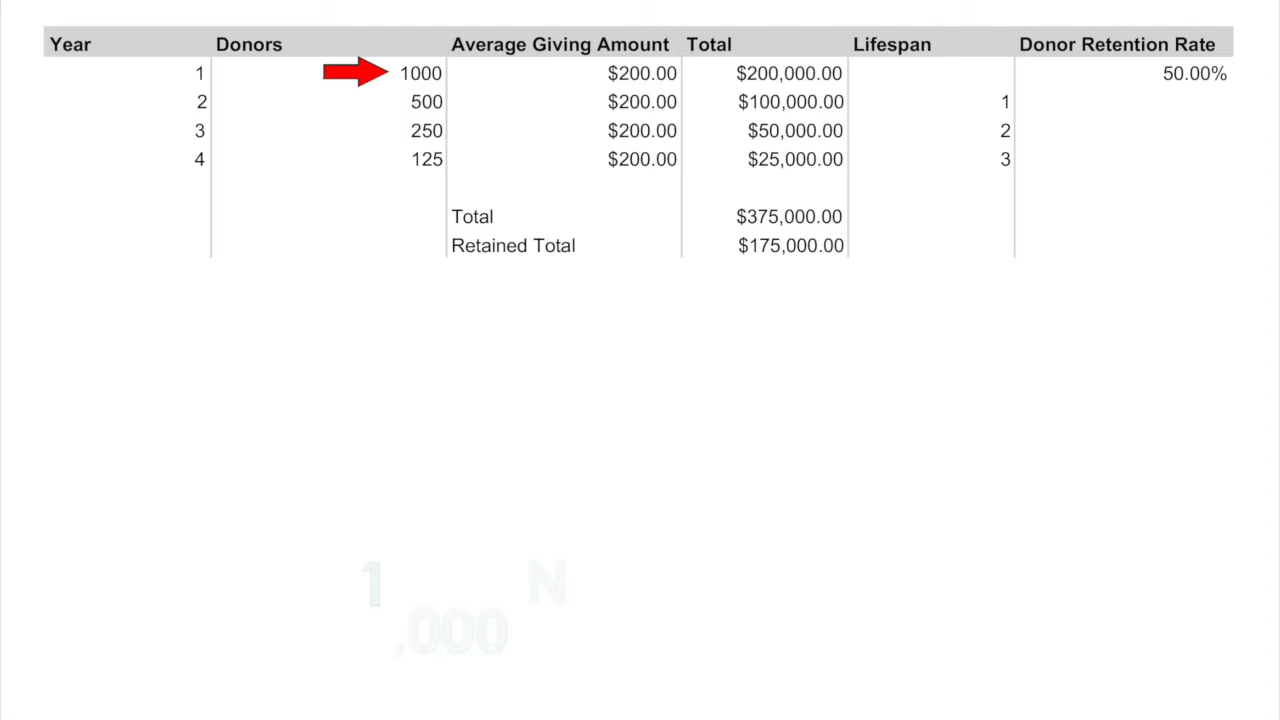 Year Donors Average Giving Amount Total Lifespan Donor Retention Rate
1 1000 $200.00 $200,000.00 50.00%
2 500 $200.00 $100,000.00 1
3 250 $200.00 $50,000.00 2
4 125 $200.00 $25,000.00 3
Total $375,000.00
Retained Total $175,000.00
1 N
,000